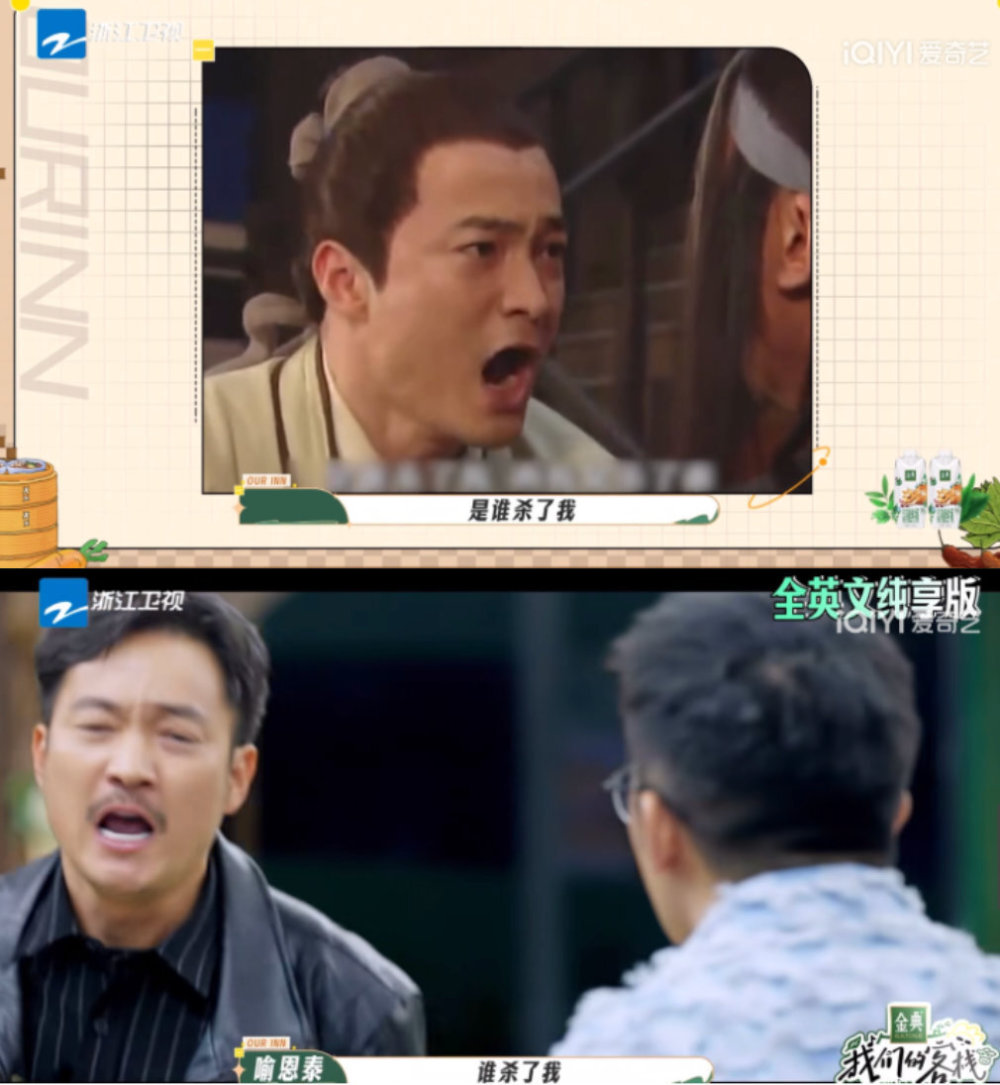 浙江卫视
iQIYI 爱奇艺
OUR INN
OUR INN
是谁杀了我
浙江卫视
全英文纯享版
iQIYI 爱奇艺
金典
我们的客栈
OUR INN
喻恩泰
谁杀了我